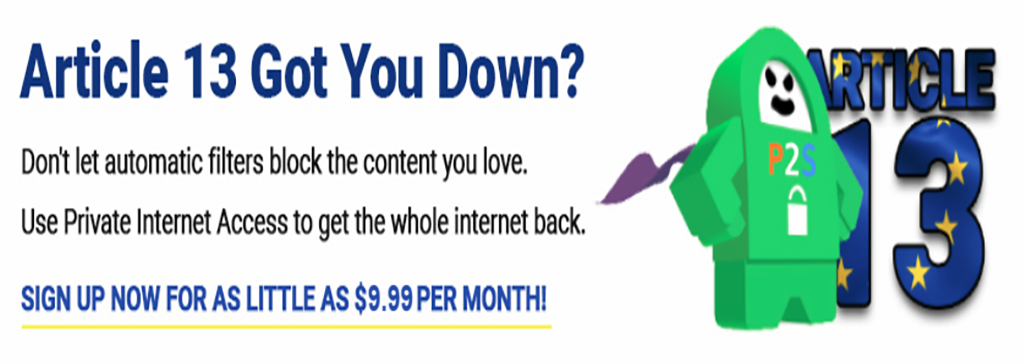 Article 13 Got You Down?
Don't let automatic filters block the content you love.
Use Private Internet Access to get the whole internet back.
SIGN UP NOW FOR AS LITTLE AS $9.99 PER MONTH!
P2S
ARTICLE
13